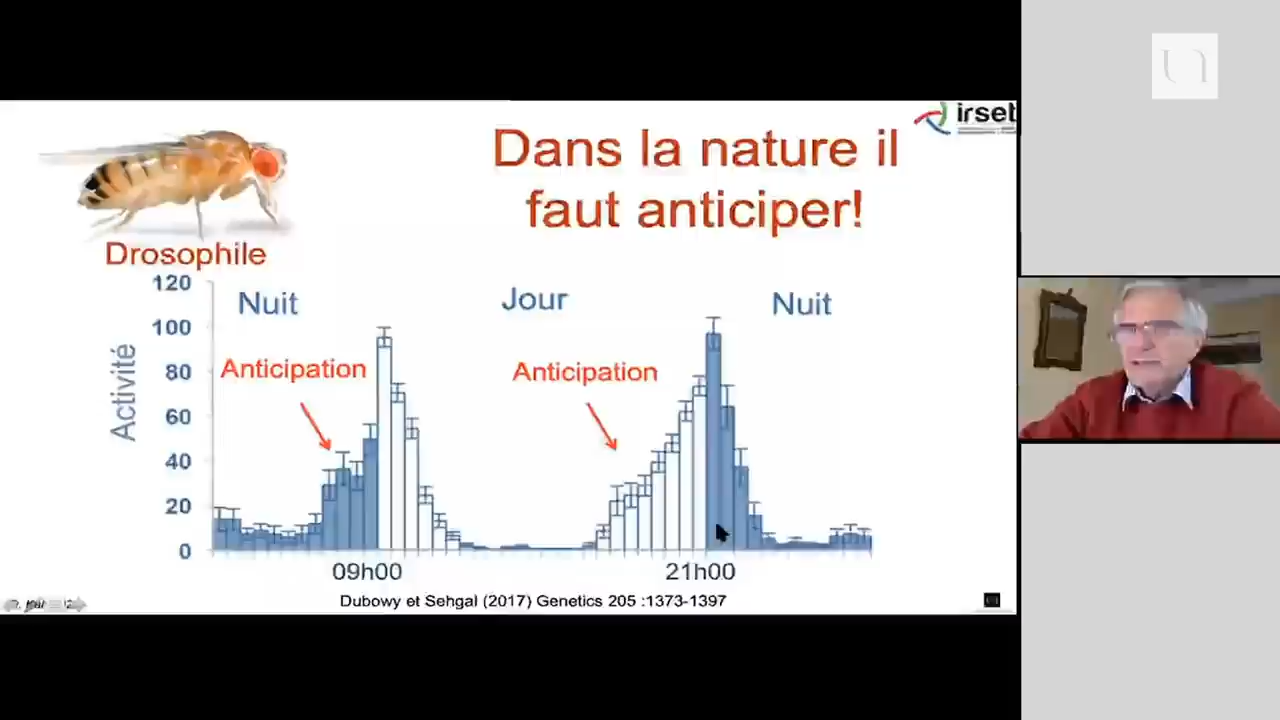 irset
Dans la nature il
faut anticiper!
Drosophile
120
100
80
60
40
20
0
Activité
Nuit
Jour
Nuit
Anticipation
Anticipation
09h00
21h00
Dubowy et Sehgal (2017) Genetics 205 :1373-1397